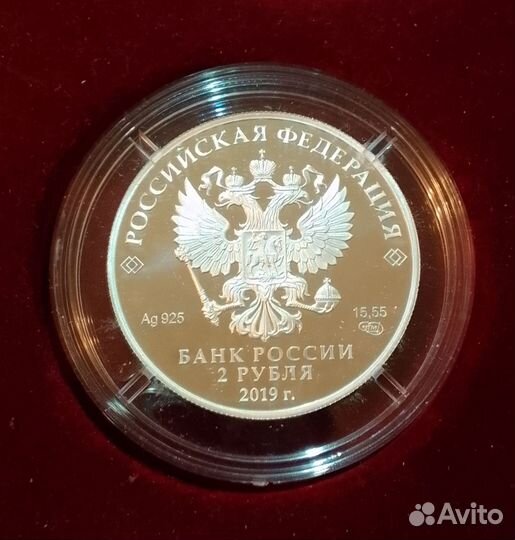 РОССИЙСКАЯ ФЕДЕРАЦИЯ
Ag 925
15,55
СПМД
БАНК РОССИИ
2 РУБЛЯ
2019 г.
Avito